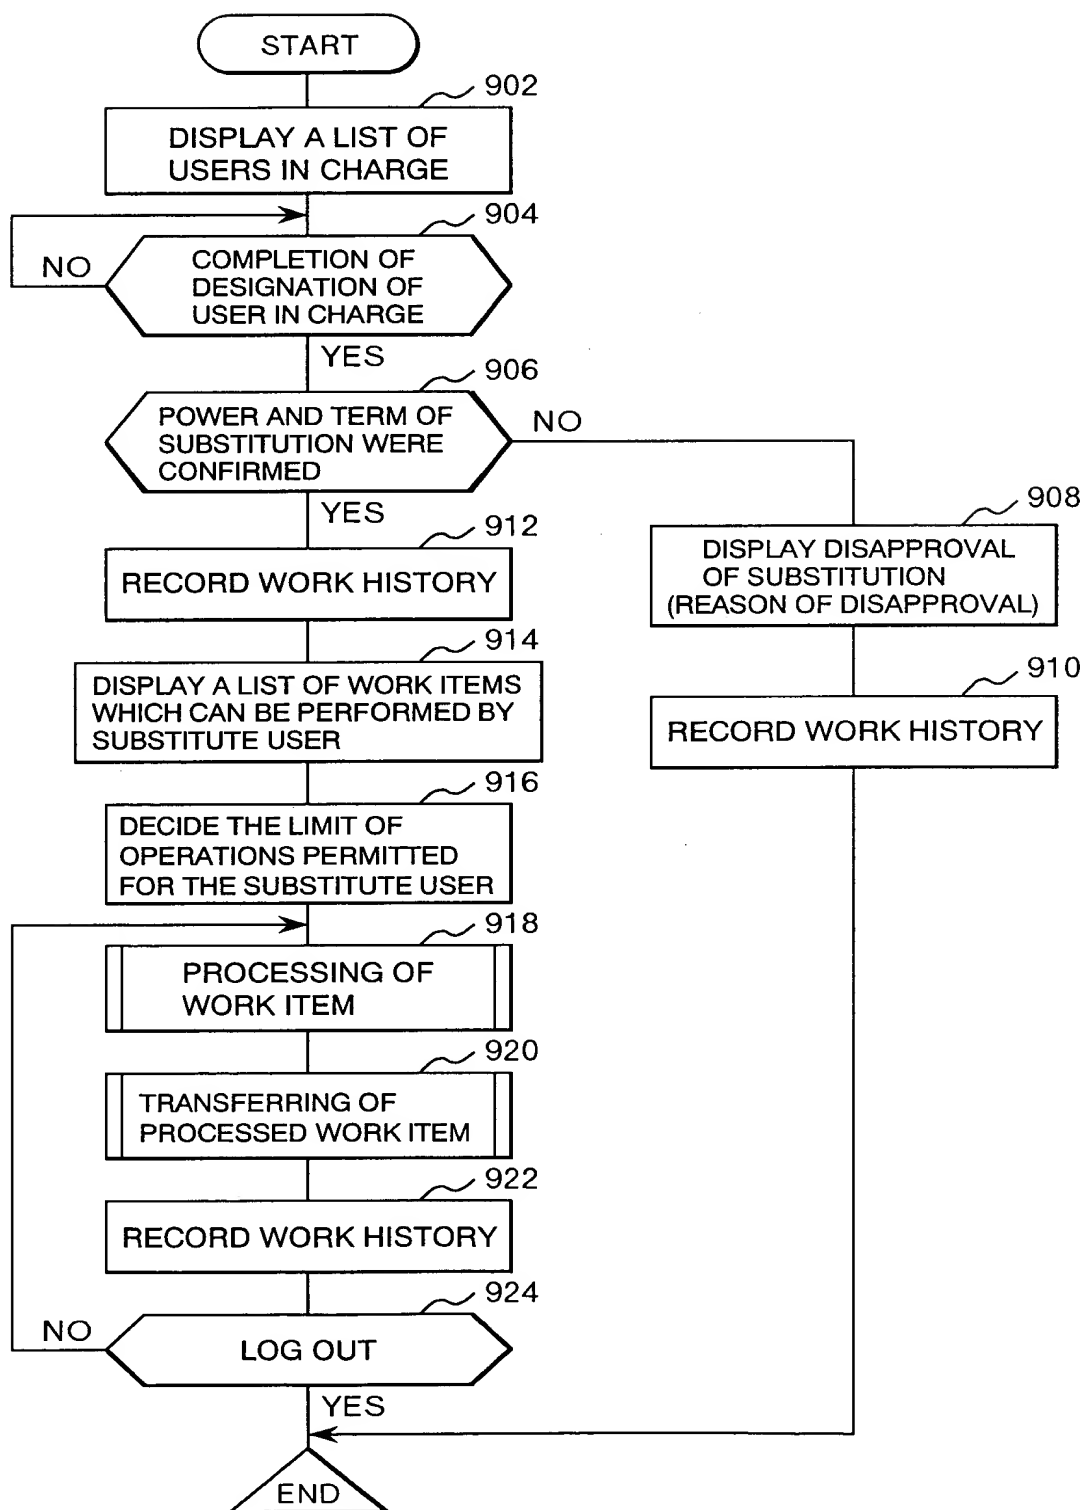 START
902
DISPLAY A LIST OF
USERS IN CHARGE
904
NO
COMPLETION OF
DESIGNATION OF
USER IN CHARGE
YES
906
POWER AND TERM OF
SUBSTITUTION WERE
CONFIRMED
NO
YES
908
DISPLAY DISAPPROVAL
OF SUBSTITUTION
(REASON OF DISAPPROVAL)
910
RECORD WORK HISTORY
912
RECORD WORK HISTORY
914
DISPLAY A LIST OF WORK ITEMS
WHICH CAN BE PERFORMED BY
SUBSTITUTE USER
916
DECIDE THE LIMIT OF
OPERATIONS PERMITTED
FOR THE SUBSTITUTE USER
918
PROCESSING OF
WORK ITEM
920
TRANSFERRING OF
PROCESSED WORK ITEM
922
RECORD WORK HISTORY
924
NO
LOG OUT
YES
END